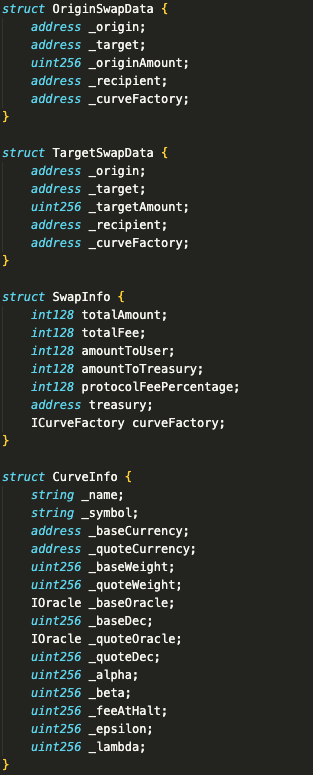 struct OriginSwapData {
    address _origin;
    address _target;
    uint256 _originAmount;
    address _recipient;
    address _curveFactory;
}

struct TargetSwapData {
    address _origin;
    address _target;
    uint256 _targetAmount;
    address _recipient;
    address _curveFactory;
}

struct SwapInfo {
    int128 totalAmount;
    int128 totalFee;
    int128 amountToUser;
    int128 amountToTreasury;
    int128 protocolFeePercentage;
    address treasury;
    ICurveFactory curveFactory;
}

struct CurveInfo {
    string _name;
    string _symbol;
    address _baseCurrency;
    address _quoteCurrency;
    uint256 _baseWeight;
    uint256 _quoteWeight;
    IOracle _baseOracle;
    uint256 _baseDec;
    IOracle _quoteOracle;
    uint256 _quoteDec;
    uint256 _alpha;
    uint256 _beta;
    uint256 _feeAtHalt;
    uint256 _epsilon;
    uint256 _lambda;
}